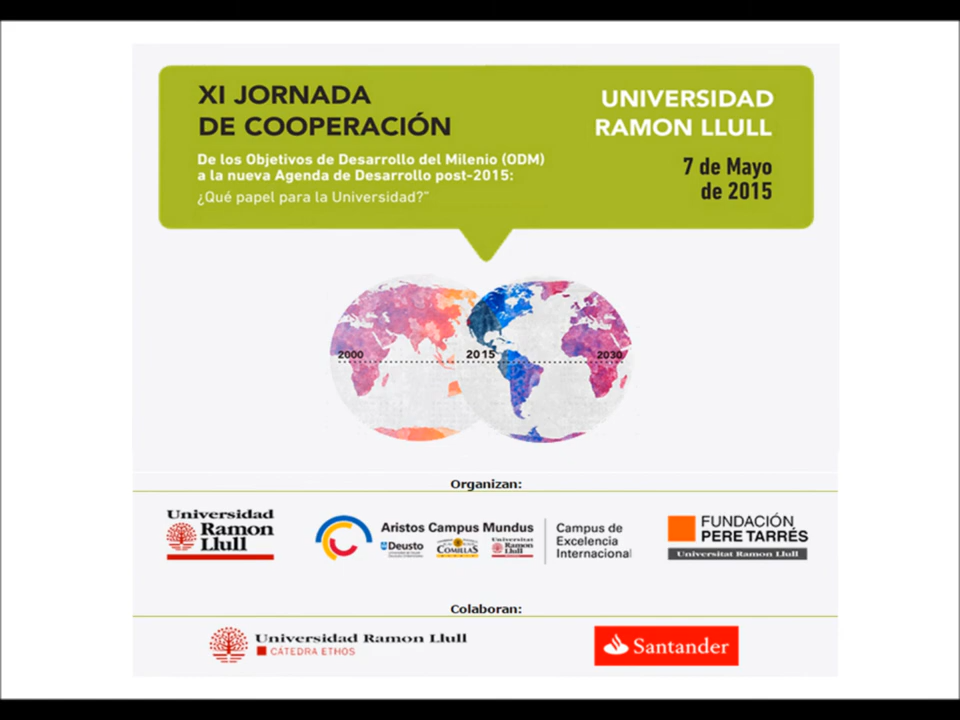 XI JORNADA
DE COOPERACIÓN
De los Objetivos de Desarrollo del Milenio (ODM)
a la nueva Agenda de Desarrollo post-2015:
¿Qué papel para la Universidad?”
UNIVERSIDAD
RAMON LLULL
7 de Mayo
de 2015
2000
2015
2030
Organizan:
Universidad
Ramon
Llull
Aristos Campus Mundus
Deusto
COMILLAS
Universitat
Ramon
Llull
Campus de
Excelencia
Internacional
FUNDACIÓN
PERE TARRÉS
Universitat Ramon Llull
Colaboran:
Universidad Ramon Llull
CÁTEDRA ETHOS
Santander